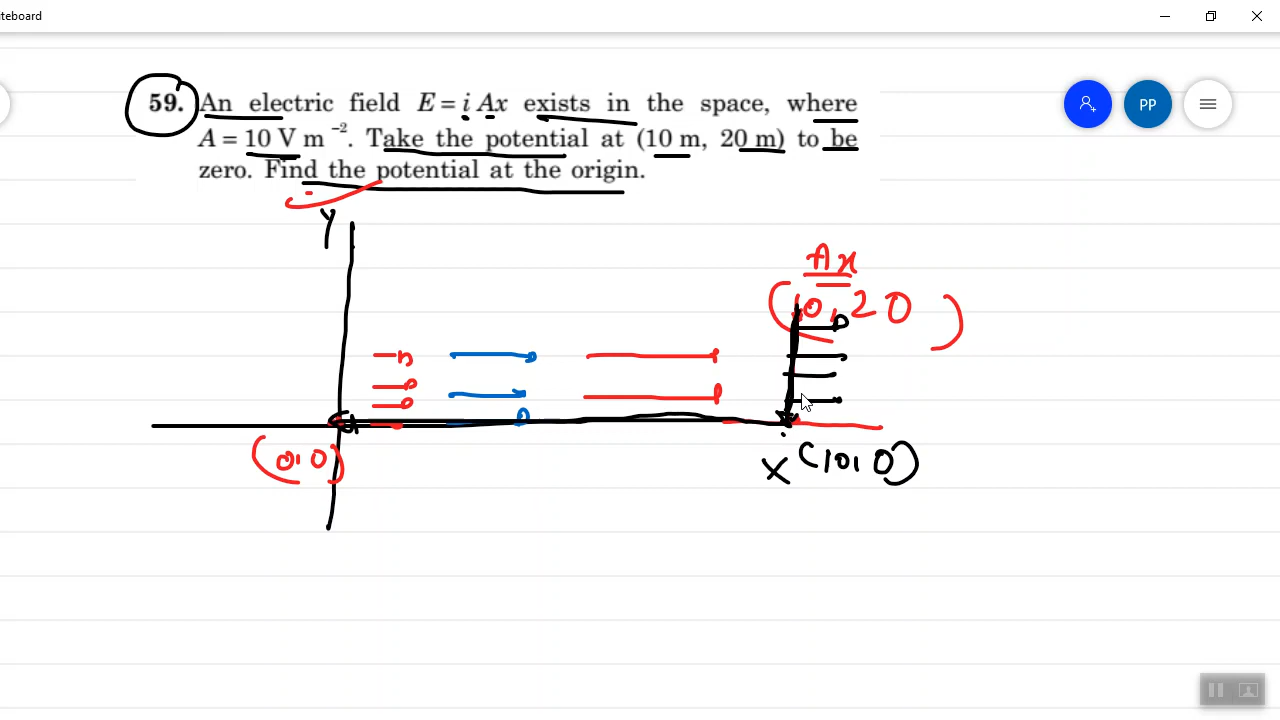 teboard
PP
59. An electric field E = i Ax exists in the space, where
A = 10 V m⁻². Take the potential at (10 m, 20 m) to be
zero. Find the potential at the origin.
Y
Ax
(10, 20)
(0,0)
X (10, 0)